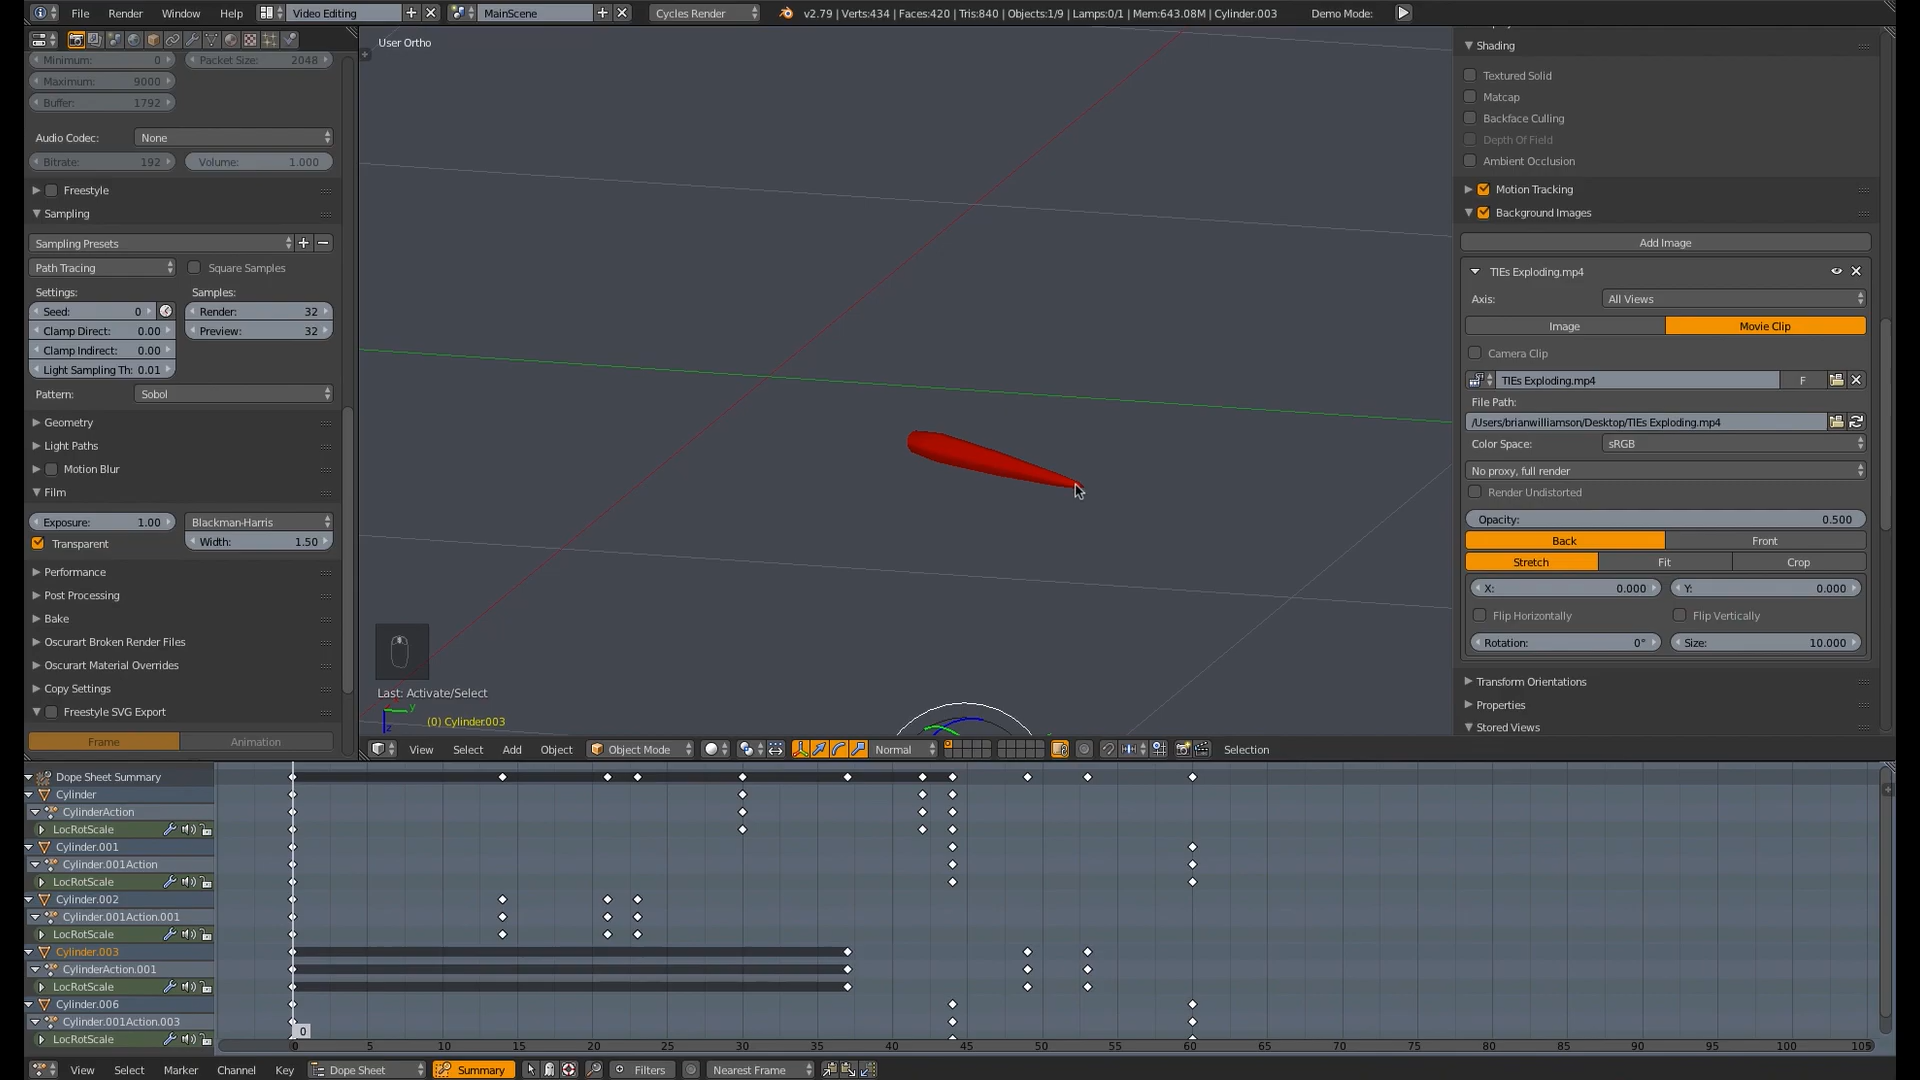 File Render Window Help Video Editing MainScene Cycles Render v2.79 | Verts:434 | Faces:420 | Tris:840 | Objects:1/9 | Lamps:0/1 | Mem:643.08M | Cylinder.003 Demo Mode:
User Ortho
Minimum: 0 Packet Size: 2048
Maximum: 9000
Buffer: 1792
Audio Codec: None
Bitrate: 192 Volume: 1.000
Freestyle
Sampling
Sampling Presets
Path Tracing Square Samples
Settings: Samples:
Seed: 0 Render: 32
Clamp Direct: 0.00 Preview: 32
Clamp Indirect: 0.00
Light Sampling Th: 0.01
Pattern: Sobol
Geometry
Light Paths
Motion Blur
Film
Exposure: 1.00 Blackman-Harris
Transparent Width: 1.50
Performance
Post Processing
Bake
Oscurart Broken Render Files
Oscurart Material Overrides
Copy Settings
Freestyle SVG Export
Frame Animation
Last: Activate/Select
y
z
(0) Cylinder.003
View Select Add Object Object Mode Normal Selection
Shading
Textured Solid
Matcap
Backface Culling
Depth Of Field
Ambient Occlusion
Motion Tracking
Background Images
Add Image
TIEs Exploding.mp4
Axis: All Views
Image Movie Clip
Camera Clip
TIEs Exploding.mp4 F
File Path:
/Users/brianwilliamson/Desktop/TIEs Exploding.mp4
Color Space: sRGB
No proxy, full render
Render Undistorted
Opacity: 0.500
Back Front
Stretch Fit Crop
X: 0.000 Y: 0.000
Flip Horizontally Flip Vertically
Rotation: 0° Size: 10.000
Transform Orientations
Properties
Stored Views
Dope Sheet Summary
Cylinder
CylinderAction
LocRotScale
Cylinder.001
Cylinder.001Action
LocRotScale
Cylinder.002
Cylinder.001Action.001
LocRotScale
Cylinder.003
CylinderAction.001
LocRotScale
Cylinder.006
Cylinder.001Action.003
LocRotScale
0
0 5 10 15 20 25 30 35 40 45 50 55 60 65 70 75 80 85 90 95 100 105
View Select Marker Channel Key Dope Sheet Summary Filters Nearest Frame